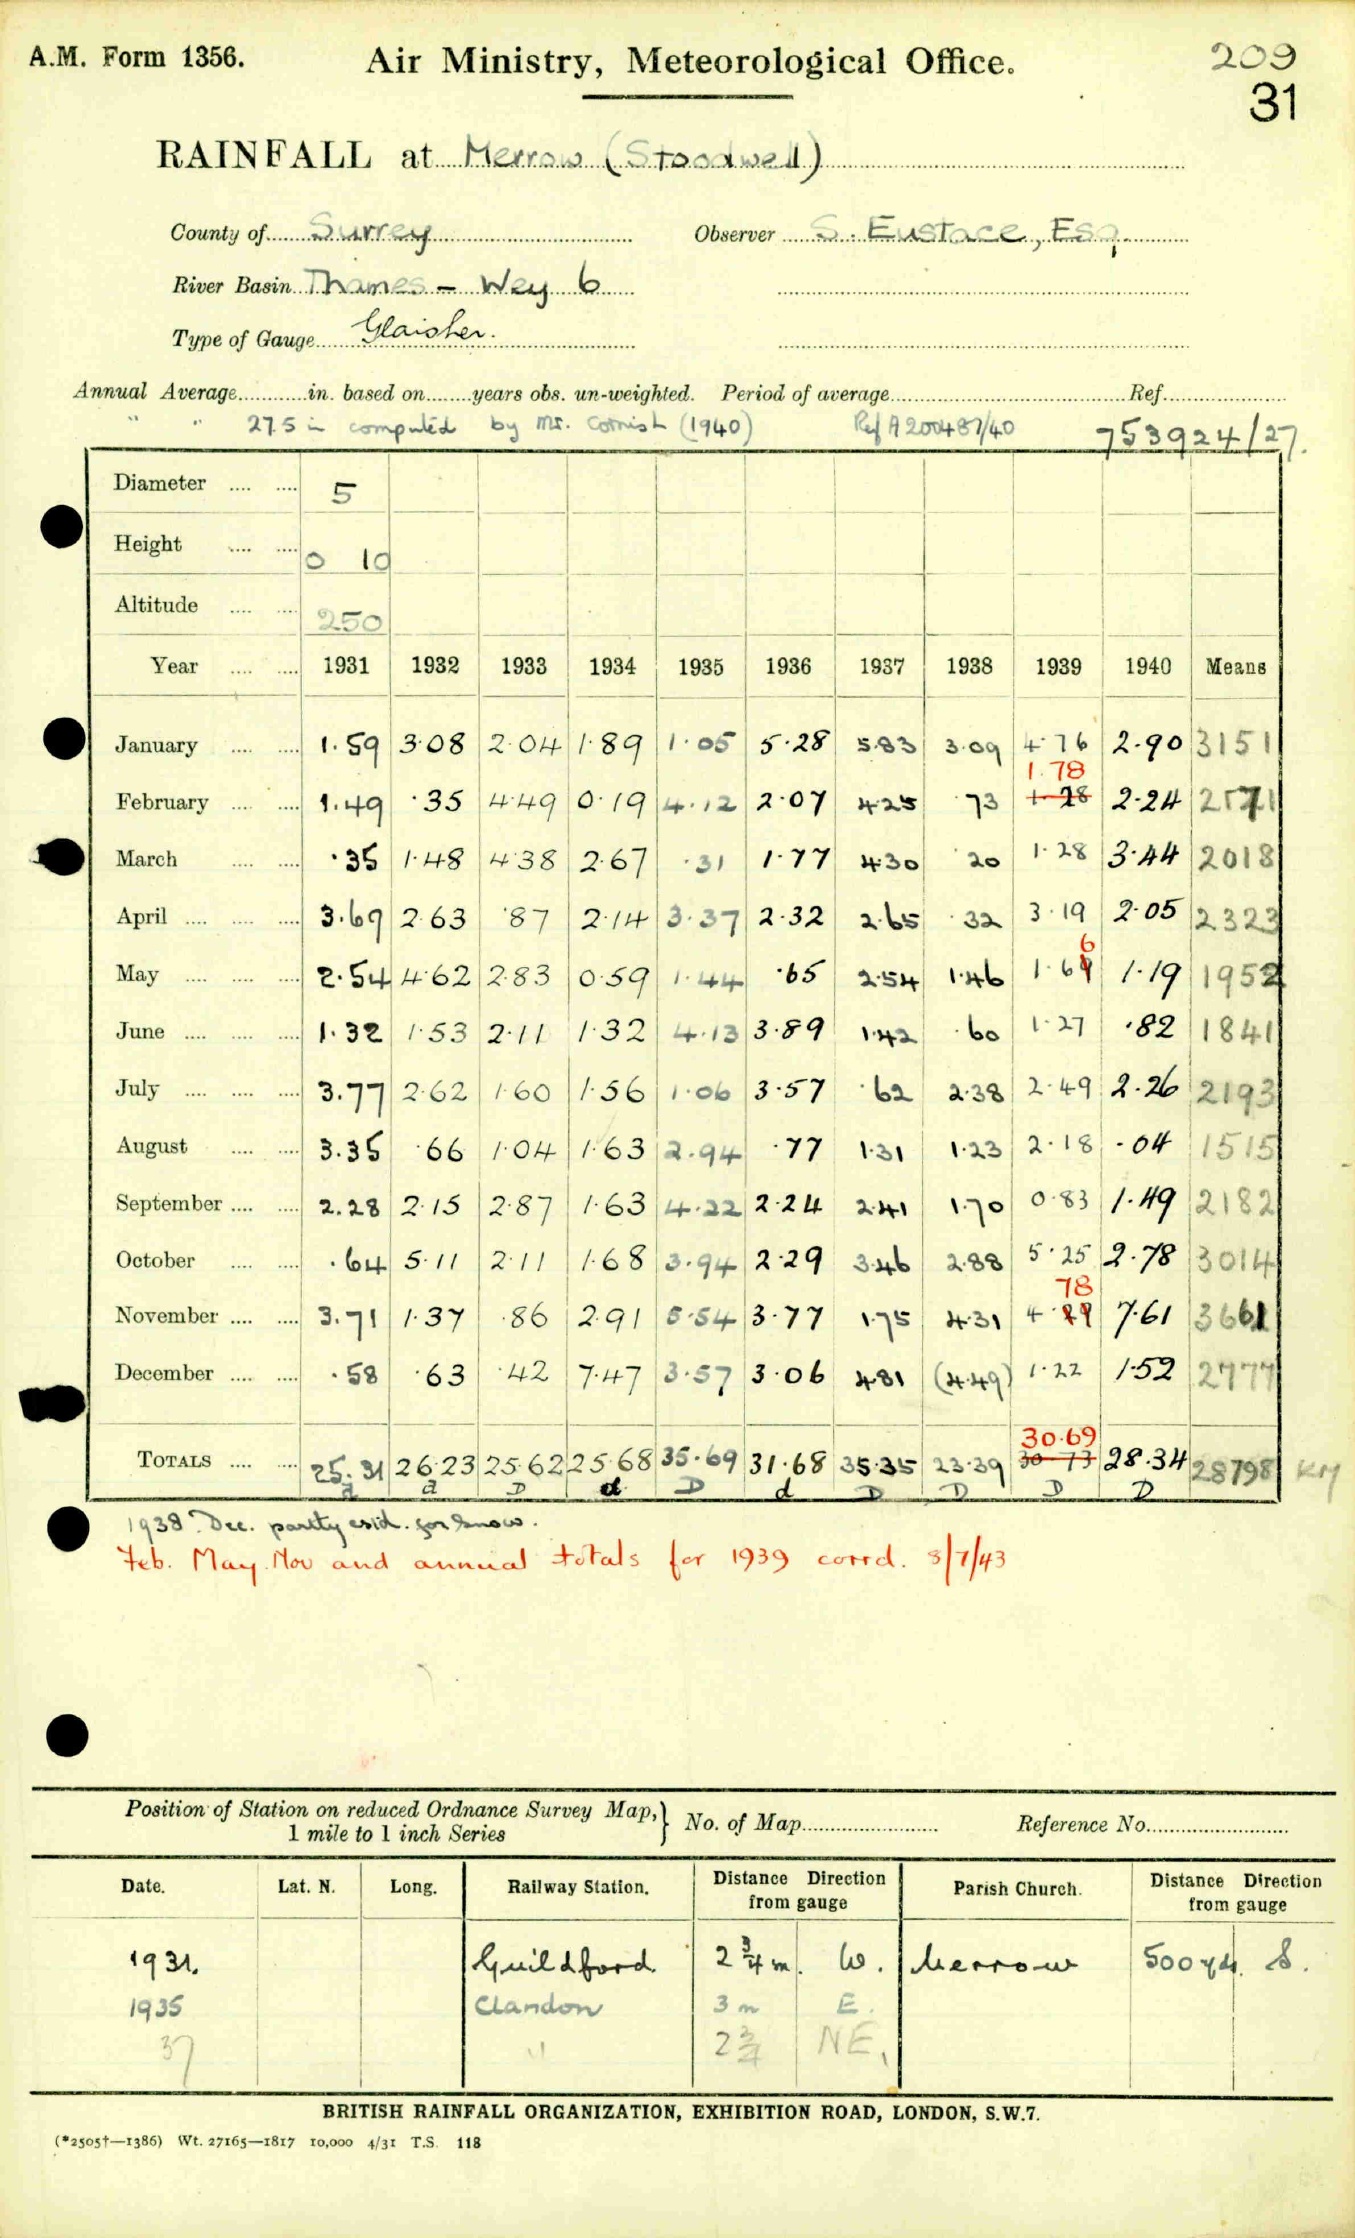 A.M. Form 1356.
Air Ministry, Meteorological Office.
209
31
RAINFALL at Merrow (Stoodwell)
County of Surrey Observer S. Eustace, Esq.
River Basin Thames - Wey 6
Type of Gauge Glaisher.
Annual Average in. based on years obs. un-weighted. Period of average Ref.
" " 27.5 in computed by Mr. Cornish (1940) Ref A200487/40 753924/27.
Diameter 5
Height 0 10
Altitude 250
Year 1931 1932 1933 1934 1935 1936 1937 1938 1939 1940 Means
January 1.59 3.08 2.04 1.89 1.05 5.28 5.83 3.09 4.76 2.90 3151
1.78
February 1.49 .35 4.49 0.19 4.12 2.07 4.25 .73 2.24
March .35 1.48 4.38 2.67 .31 1.77 4.30 .20 1.28 3.44 2018
April 3.69 2.63 .87 2.14 3.37 2.32 2.65 .32 3.19 2.05 2323
6
May 2.54 4.62 2.83 0.59 1.44 .65 2.54 1.46 1.69 1.19 1952
June 1.32 1.53 2.11 1.32 4.13 3.89 1.42 .60 1.27 .82 1841
July 3.77 2.62 1.60 1.56 1.06 3.57 .62 2.38 2.49 2.26 2193
August 3.35 .66 1.04 1.63 2.94 .77 1.31 1.23 2.18 .04 1515
September 2.28 2.15 2.87 1.63 4.22 2.24 2.41 1.70 0.83 1.49 2182
October .64 5.11 2.11 1.68 3.94 2.29 3.46 2.88 5.25 2.78 3014
78
November 3.71 1.37 .86 2.91 5.54 3.77 1.75 4.31 4. 7.61 3661
December .58 .63 .42 7.47 3.57 3.06 4.81 (4.49) 1.22 1.52 2777
30.69
TOTALS 25.31 26.23 25.62 25.68 35.69 31.68 35.35 23.39 30.73 28.34 28798
d d D d D d D D D D
1938. Dec. partly estd. for snow.
Feb. May. Nov and annual totals for 1939 corrd. 3/7/43
Position of Station on reduced Ordnance Survey Map, 1 mile to 1 inch Series } No. of Map Reference No.
Date. Lat. N. Long. Railway Station. Distance from gauge Direction Parish Church. Distance from gauge Direction
1931. Guildford 2 3/4 m. W. Merrow 500 yds. S.
1935 Clandon 3 m E.
37 " 2 3/4 NE.
BRITISH RAINFALL ORGANIZATION, EXHIBITION ROAD, LONDON, S.W.7.
(*2505†—1386) Wt. 27165—1817 10,000 4/31 T.S. 118